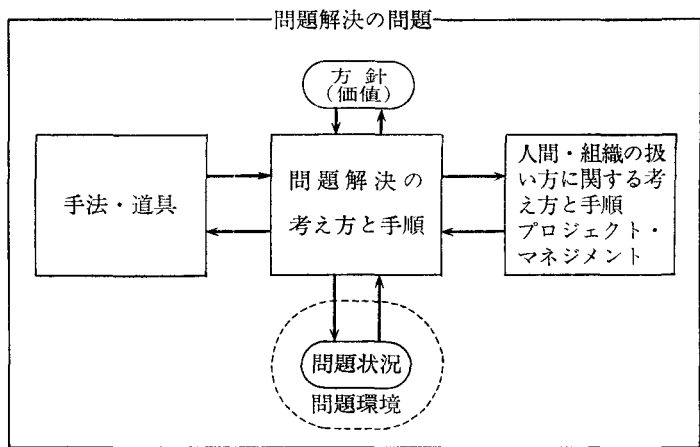 問題解決の問題
方針
(価値)
手法・道具
問題解決の
考え方と手順
人間・組織の扱
い方に関する考
え方と手順
プロジェクト・
マネジメント
問題状況
問題環境